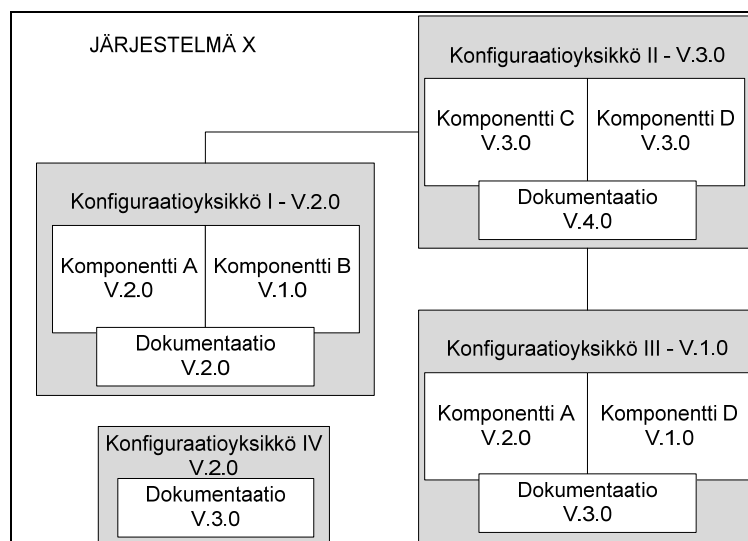 JÄRJESTELMÄ X
Konfiguraatioyksikkö II - V.3.0
Komponentti C
V.3.0
Komponentti D
V.3.0
Dokumentaatio
V.4.0
Konfiguraatioyksikkö I - V.2.0
Komponentti A
V.2.0
Komponentti B
V.1.0
Dokumentaatio
V.2.0
Konfiguraatioyksikkö III - V.1.0
Komponentti A
V.2.0
Komponentti D
V.1.0
Dokumentaatio
V.3.0
Konfiguraatioyksikkö IV
V.2.0
Dokumentaatio
V.3.0